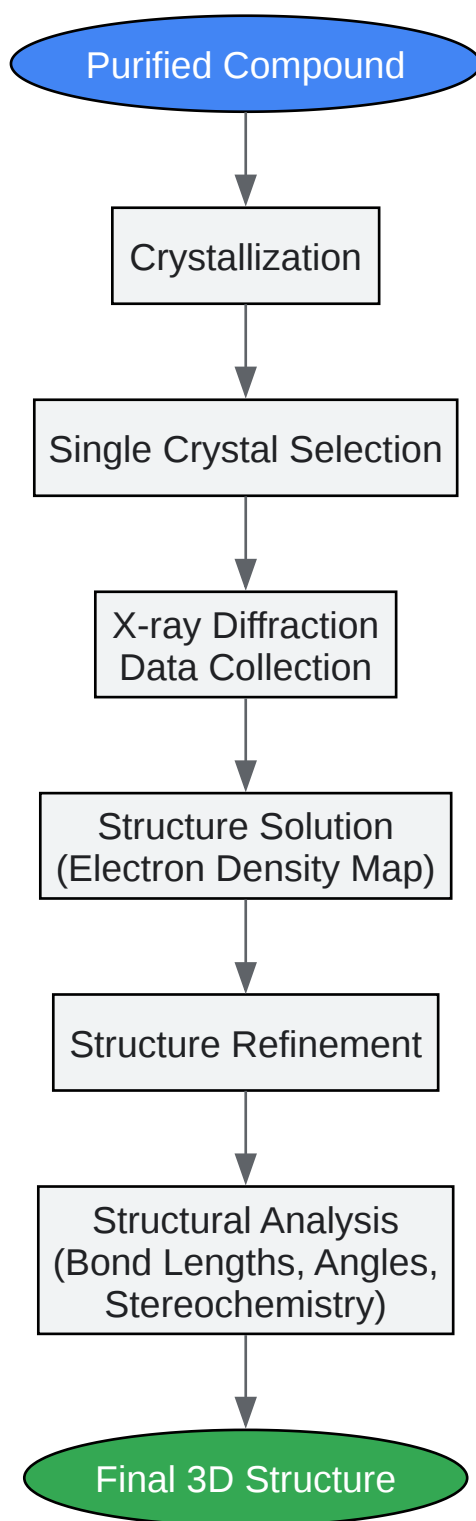 Purified Compound
Crystallization
Single Crystal Selection
X-ray Diffraction
Data Collection
Structure Solution
(Electron Density Map)
Structure Refinement
Structural Analysis
(Bond Lengths, Angles,
Stereochemistry)
Final 3D Structure